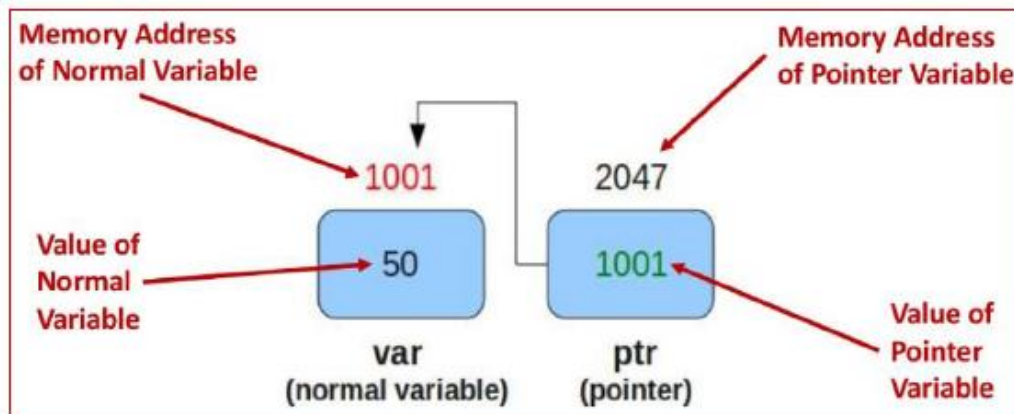 Memory Address
of Normal Variable
Memory Address
of Pointer Variable
1001
2047
Value of
Normal
Variable
50
1001
Value of
Pointer
Variable
var
(normal variable)
ptr
(pointer)